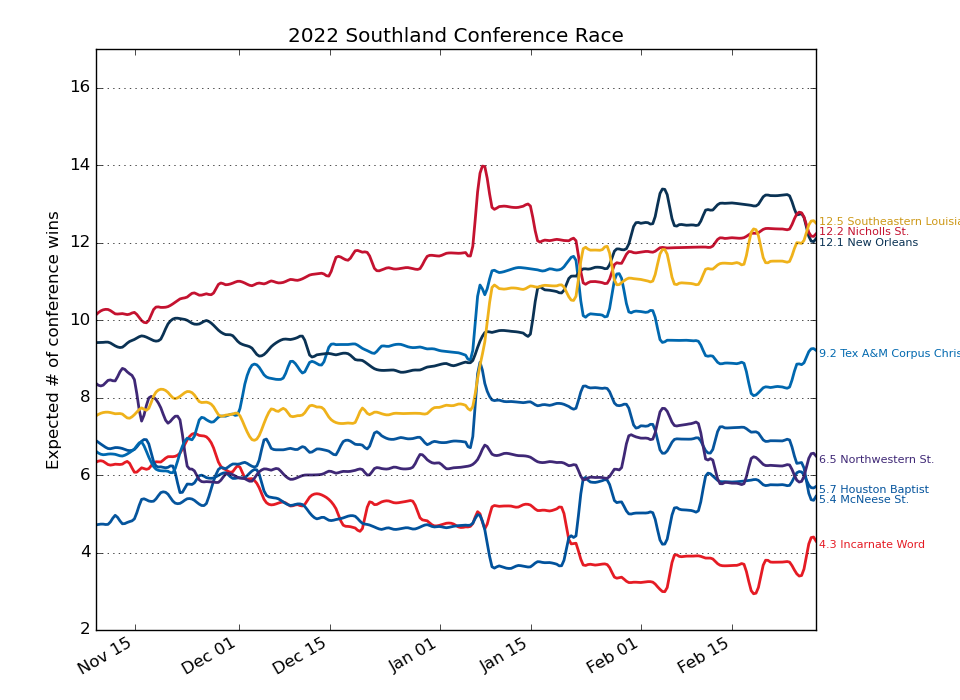 2022 Southland Conference Race
Expected # of conference wins
16
14
12
10
8
6
4
2
Nov 15
Dec 01
Dec 15
Jan 01
Jan 15
Feb 01
Feb 15
12.5 Southeastern Louisia
12.2 Nicholls St.
12.1 New Orleans
9.2 Tex A&M Corpus Chris
6.5 Northwestern St.
5.7 Houston Baptist
5.4 McNeese St.
4.3 Incarnate Word